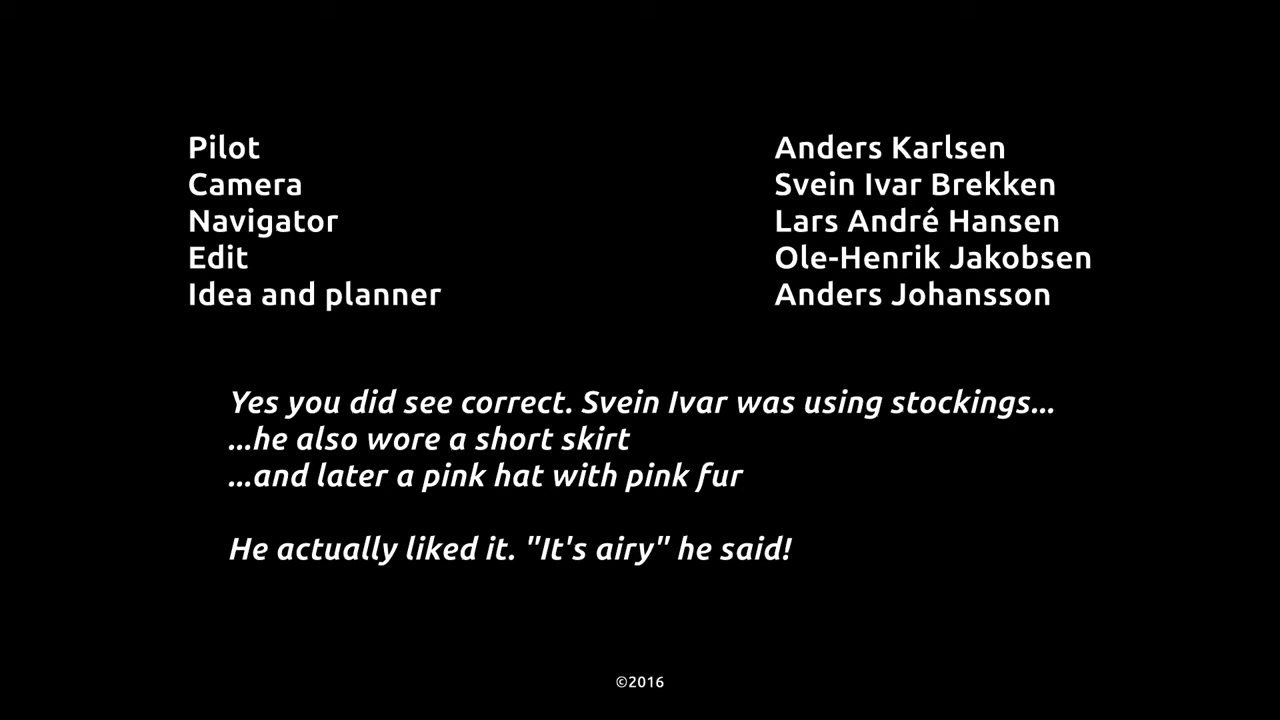 Pilot Anders Karlsen
Camera Svein Ivar Brekken
Navigator Lars André Hansen
Edit Ole-Henrik Jakobsen
Idea and planner Anders Johansson
Yes you did see correct. Svein Ivar was using stockings...
...he also wore a short skirt
...and later a pink hat with pink fur
He actually liked it. "It's airy" he said!
©2016